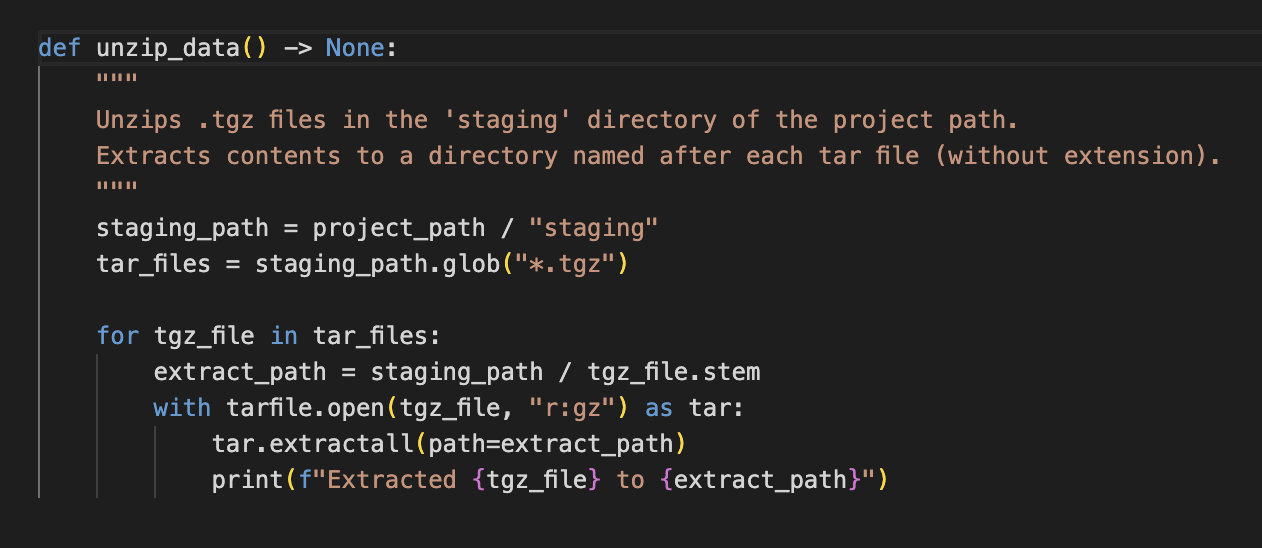 def unzip_data() -> None:
    """
    Unzips .tgz files in the 'staging' directory of the project path.
    Extracts contents to a directory named after each tar file (without extension).
    """
    staging_path = project_path / "staging"
    tar_files = staging_path.glob("*.tgz")

    for tgz_file in tar_files:
        extract_path = staging_path / tgz_file.stem
        with tarfile.open(tgz_file, "r:gz") as tar:
            tar.extractall(path=extract_path)
            print(f"Extracted {tgz_file} to {extract_path}")